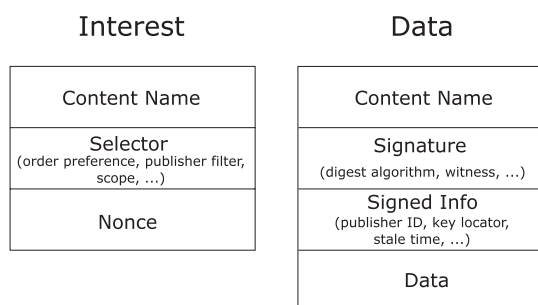 Interest
Content Name
Selector
(order preference, publisher filter,
scope, ...)
Nonce
Data
Content Name
Signature
(digest algorithm, witness, ...)
Signed Info
(publisher ID, key locator,
stale time, ...)
Data